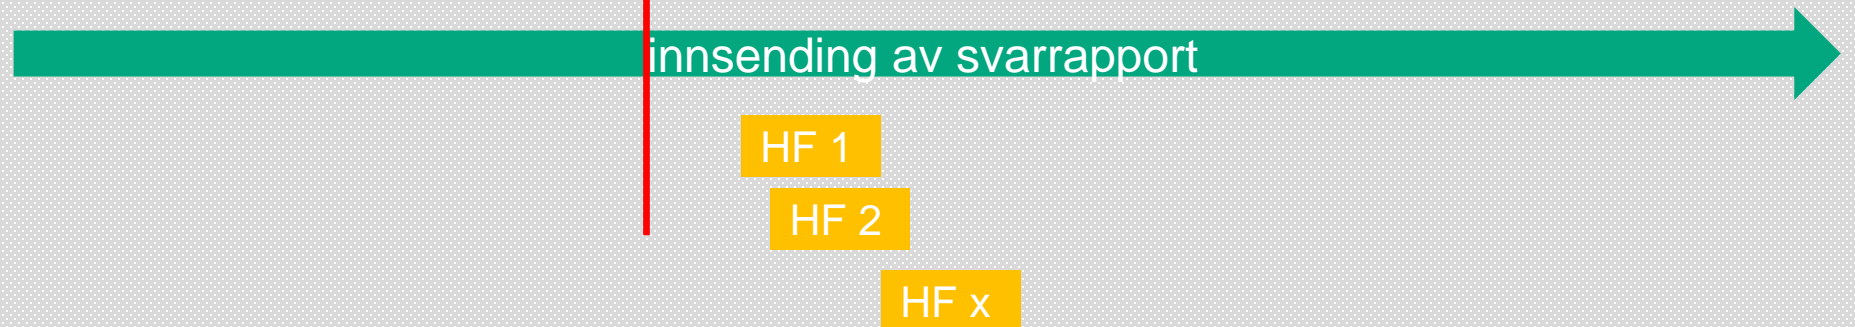 innsending av svarrapport
HF 1
HF 2
HF x